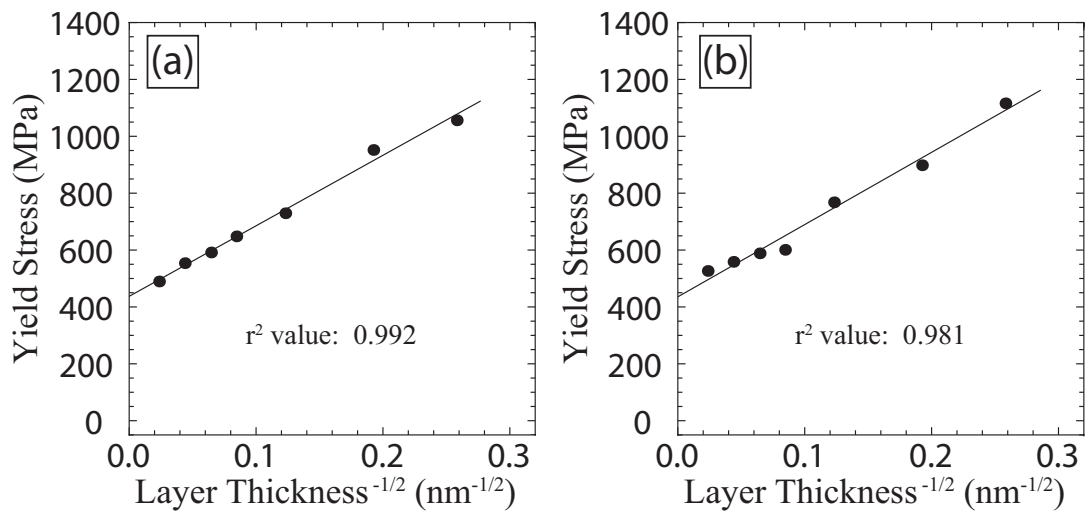 (a)
Yield Stress (MPa)
1400
1200
1000
800
600
400
200
0
r² value: 0.992
0.0 0.1 0.2 0.3
Layer Thickness⁻¹/² (nm⁻¹/²)
(b)
Yield Stress (MPa)
1400
1200
1000
800
600
400
200
0
r² value: 0.981
0.0 0.1 0.2 0.3
Layer Thickness⁻¹/² (nm⁻¹/²)